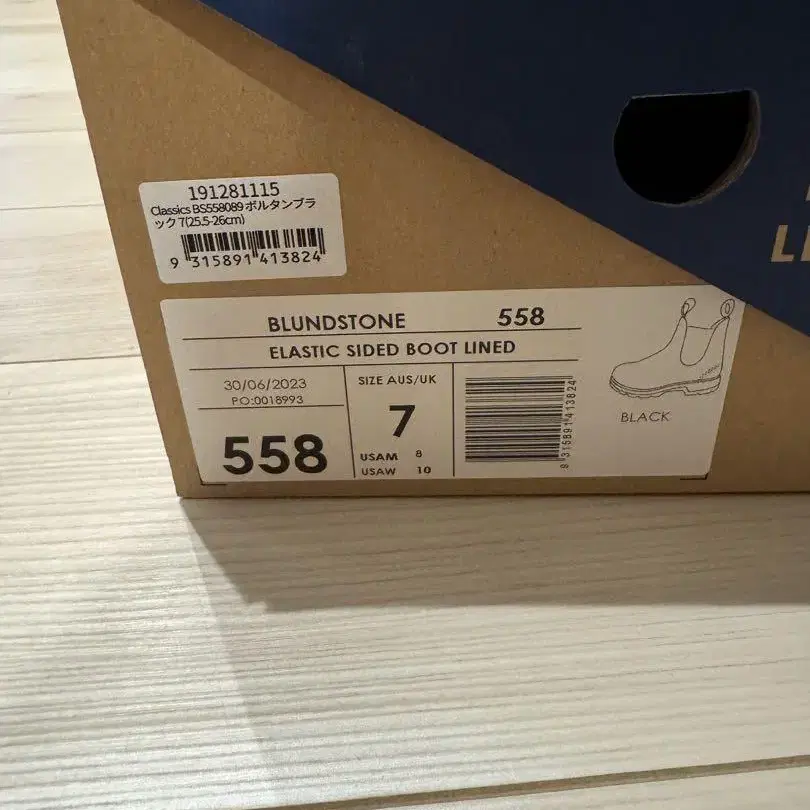 191281115
Classics BS558089 ボルタンブラ
ック 7(25.5-26cm)
9 315891 413824
BLUNDSTONE 558
ELASTIC SIDED BOOT LINED
30/06/2023
PO:0018993
558
SIZE AUS/UK
7
USAM 8
USAW 10
9 315891 413824
BLACK